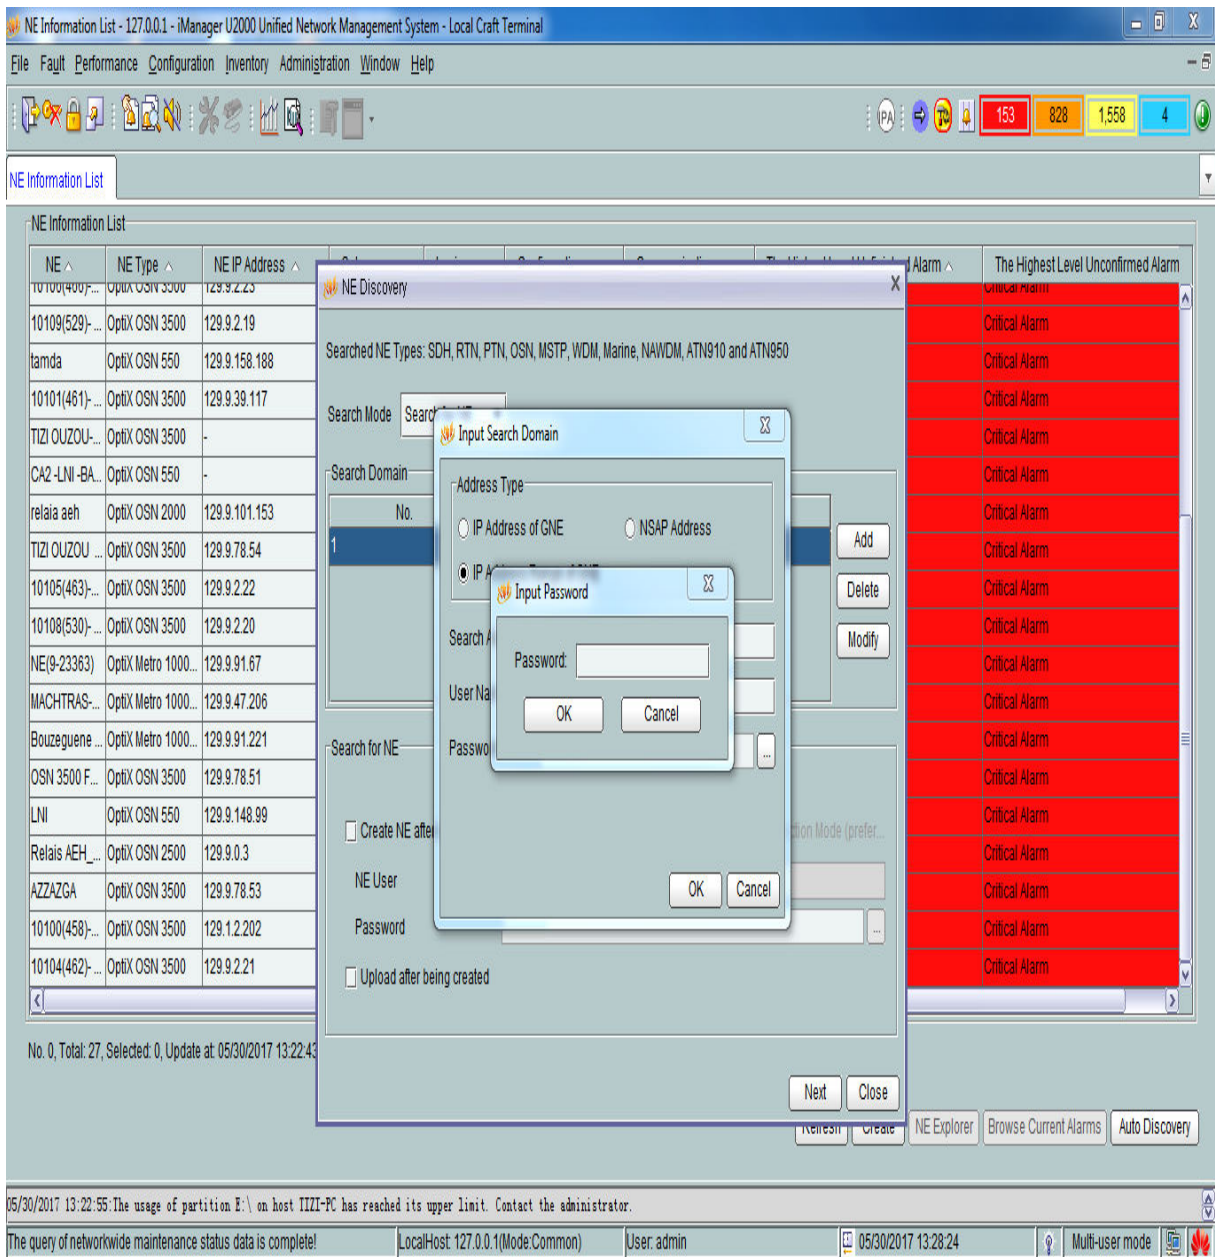 NE Information List - 127.0.0.1 - iManager U2000 Unified Network Management System - Local Craft Terminal
File Fault Performance Configuration Inventory Administration Window Help
153 828 1,558 4
NE Information List
NE Information List
NE NE Type NE IP Address Alarm The Highest Level Unconfirmed Alarm
10106(466)-... OptiX OSN 3500 129.9.2.23 Critical Alarm
10109(529)- ... OptiX OSN 3500 129.9.2.19 Critical Alarm
tamda OptiX OSN 550 129.9.158.188 Critical Alarm
10101(461)- ... OptiX OSN 3500 129.9.39.117 Critical Alarm
TIZI OUZOU-... OptiX OSN 3500 - Critical Alarm
CA2 -LNI -BA... OptiX OSN 550 - Critical Alarm
relaia aeh OptiX OSN 2000 129.9.101.153 Critical Alarm
TIZI OUZOU ... OptiX OSN 3500 129.9.78.54 Critical Alarm
10105(463)-... OptiX OSN 3500 129.9.2.22 Critical Alarm
10108(530)- ... OptiX OSN 3500 129.9.2.20 Critical Alarm
NE(9-23363) OptiX Metro 1000... 129.9.91.67 Critical Alarm
MACHTRAS-... OptiX Metro 1000... 129.9.47.206 Critical Alarm
Bouzeguene ... OptiX Metro 1000... 129.9.91.221 Critical Alarm
OSN 3500 F... OptiX OSN 3500 129.9.78.51 Critical Alarm
LNI OptiX OSN 550 129.9.148.99 Critical Alarm
Relais AEH_... OptiX OSN 2500 129.9.0.3 Critical Alarm
AZZAZGA OptiX OSN 3500 129.9.78.53 Critical Alarm
10100(458)-... OptiX OSN 3500 129.1.2.202 Critical Alarm
10104(462)- ... OptiX OSN 3500 129.9.2.21 Critical Alarm
No. 0, Total: 27, Selected: 0, Update at: 05/30/2017 13:22:43
NE Discovery
Searched NE Types: SDH, RTN, PTN, OSN, MSTP, WDM, Marine, NAWDM, ATN910 and ATN950
Search Mode
Search Domain
No.
1
Add
Delete
Modify
Search for NE
Create NE after
NE User
Password
Upload after being created
Next Close
Input Search Domain
Address Type
IP Address of GNE NSAP Address
OK Cancel
Input Password
Password:
OK Cancel
Refresh Create NE Explorer Browse Current Alarms Auto Discovery
05/30/2017 13:22:55:The usage of partition E:\ on host TIZI-PC has reached its upper limit. Contact the administrator.
The query of networkwide maintenance status data is complete! LocalHost: 127.0.0.1(Mode:Common) User: admin 05/30/2017 13:28:24 Multi-user mode